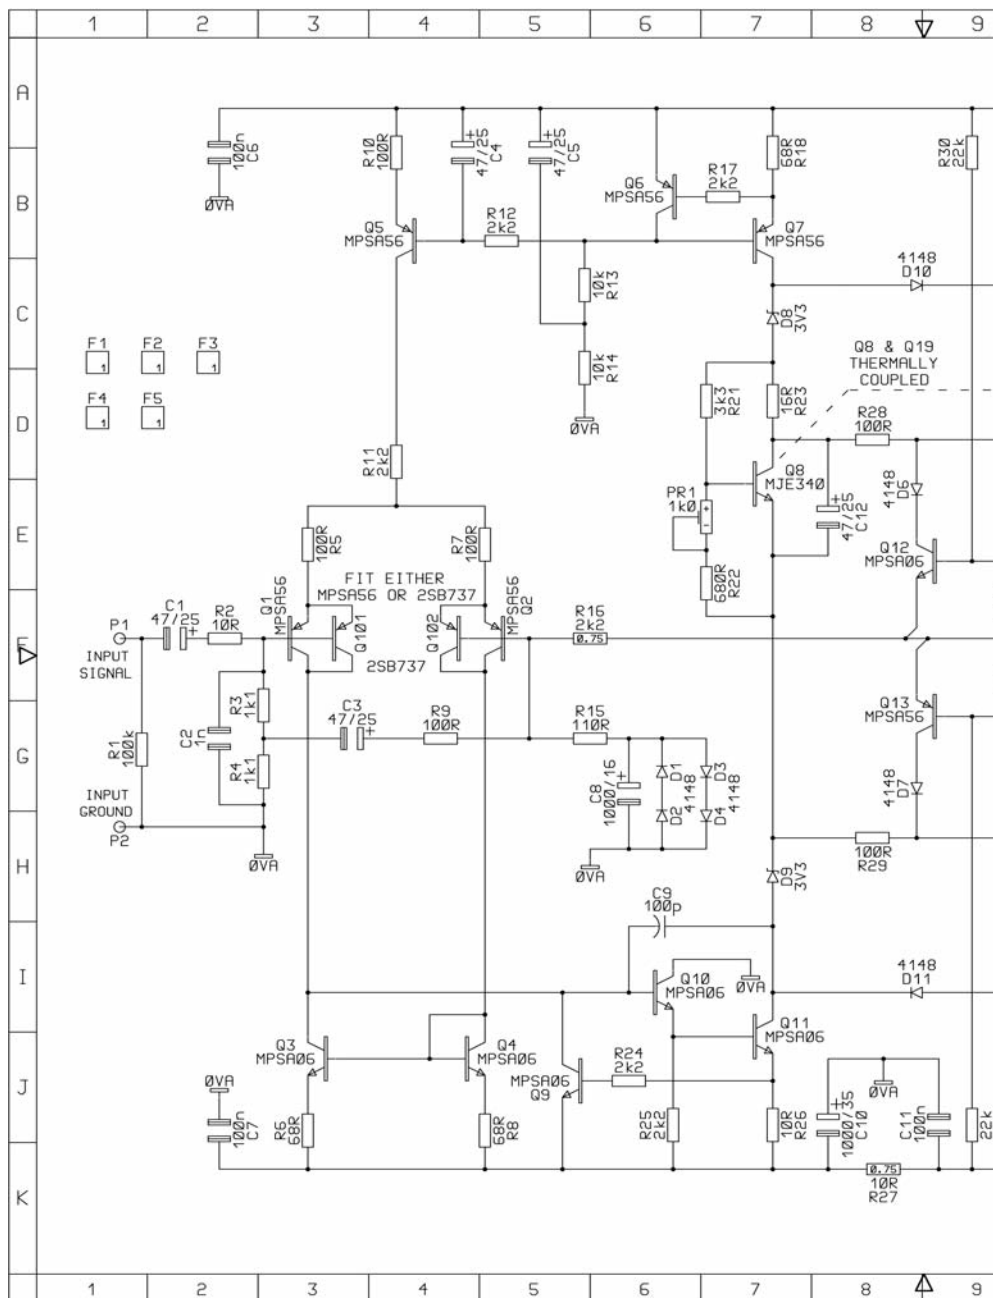 1 2 3 4 5 6 7 8 9
A
B
C
D
E
F
G
H
I
J
K
100n
C6
0VA
R10
100R
47/25
C4
47/25
C5
68R
R18
R30
22k
Q6
MPSA56
R17
2k2
Q5
MPSA56
R12
2k2
Q7
MPSA56
4148
D10
10k
R13
D8
3V3
F1
1
F2
1
F3
1
10k
R14
Q8 & Q19
THERMALLY
COUPLED
F4
1
F5
1
0VA
3k3
R21
16R
R23
R28
100R
R11
2k2
Q8
MJE340
4148
D6
PR1
1k0
47/25
C12
100R
R5
R7
100R
Q12
MPSA06
FIT EITHER
MPSA56 OR 2SB737
680R
R22
Q1
MPSA56
Q101
Q102
MPSA56
Q2
P1
INPUT
SIGNAL
C1
47/25
R2
10R
R16
2k2
0.75
2SB737
R3
1k1
C3
47/25
R9
100R
R15
110R
Q13
MPSA56
R1
100k
C2
1n
R4
1k1
C8
1000/16
D1
4148
D2
D3
4148
D4
4148
D7
INPUT
GROUND
P2
0VA
0VA
100R
R29
D9
3V3
C9
100p
Q10
MPSA06
0VA
4148
D11
Q3
MPSA06
Q4
MPSA06
Q11
MPSA06
0VA
MPSA06
Q9
R24
2k2
0VA
100n
C7
R6
68R
68R
R8
R25
2k2
10R
R26
1000/35
C10
C11
100n
22k
0.75
10R
R27
1 2 3 4 5 6 7 8 9